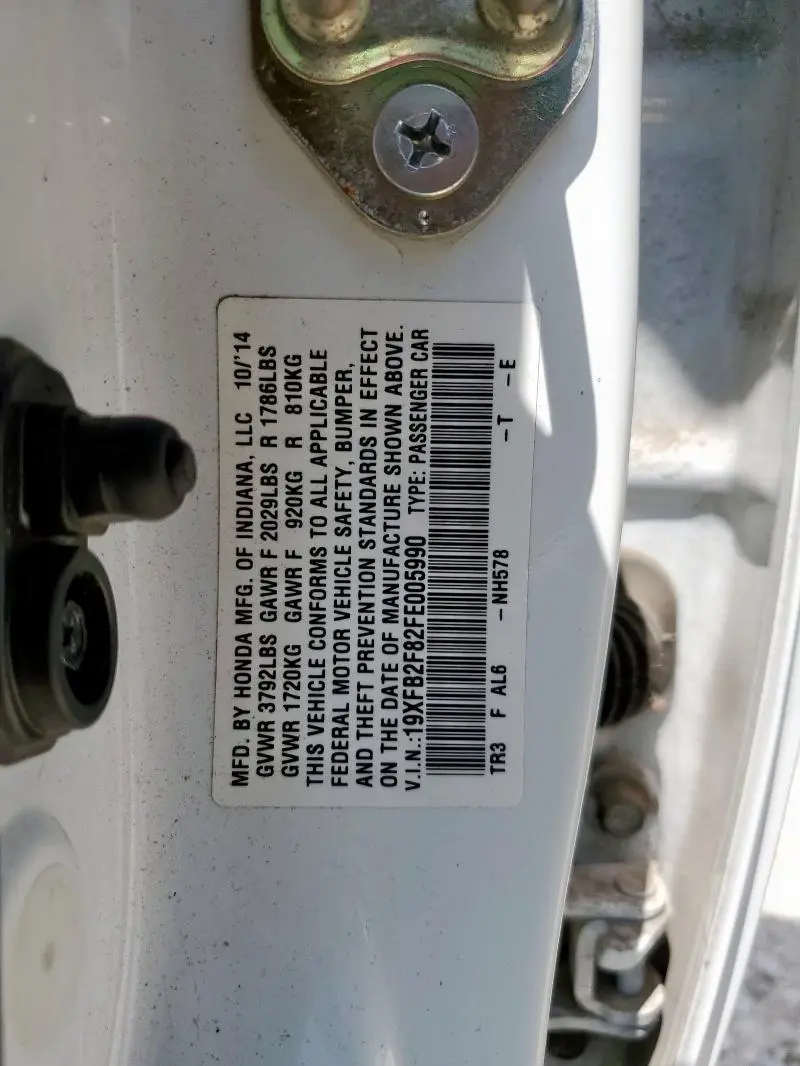 MFD. BY HONDA MFG. OF INDIANA, LLC 10/'14
GVWR 3792LBS GAWR F 2029LBS R 1786LBS
GVWR 1720KG GAWR F 920KG R 810KG
THIS VEHICLE CONFORMS TO ALL APPLICABLE
FEDERAL MOTOR VEHICLE SAFETY, BUMPER,
AND THEFT PREVENTION STANDARDS IN EFFECT
ON THE DATE OF MANUFACTURE SHOWN ABOVE.
V.I.N.:19XFB2F82FE005990 TYPE: PASSENGER CAR
TR3 F AL6 - NH578 - T - E